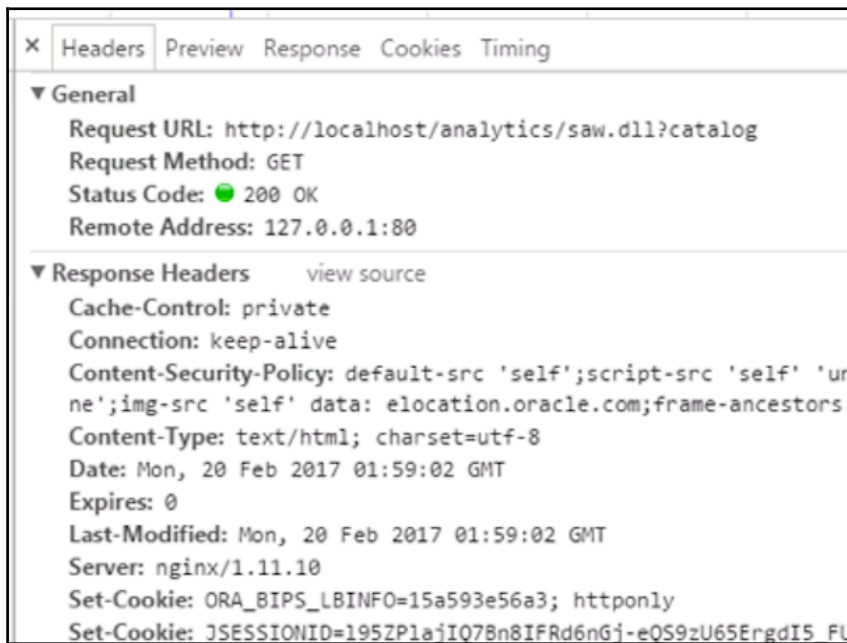 × Headers Preview Response Cookies Timing
▼ General
Request URL: http://localhost/analytics/saw.dll?catalog
Request Method: GET
Status Code: 200 OK
Remote Address: 127.0.0.1:80
▼ Response Headers view source
Cache-Control: private
Connection: keep-alive
Content-Security-Policy: default-src 'self';script-src 'self' 'un
ne';img-src 'self' data: elocation.oracle.com;frame-ancestors
Content-Type: text/html; charset=utf-8
Date: Mon, 20 Feb 2017 01:59:02 GMT
Expires: 0
Last-Modified: Mon, 20 Feb 2017 01:59:02 GMT
Server: nginx/1.11.10
Set-Cookie: ORA_BIPS_LBINFO=15a593e56a3; httponly
Set-Cookie: